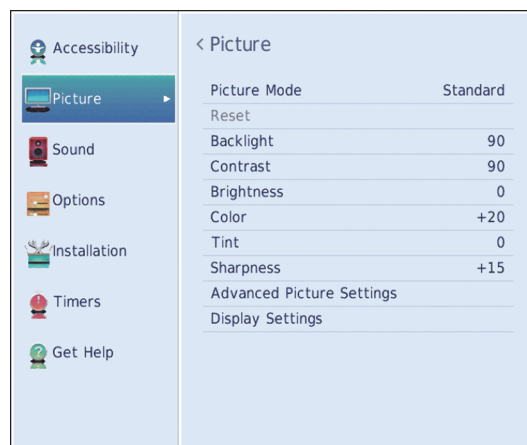 Accessibility
Picture
Sound
Options
Installation
Timers
Get Help
< Picture
Picture Mode Standard
Reset
Backlight 90
Contrast 90
Brightness 0
Color +20
Tint 0
Sharpness +15
Advanced Picture Settings
Display Settings